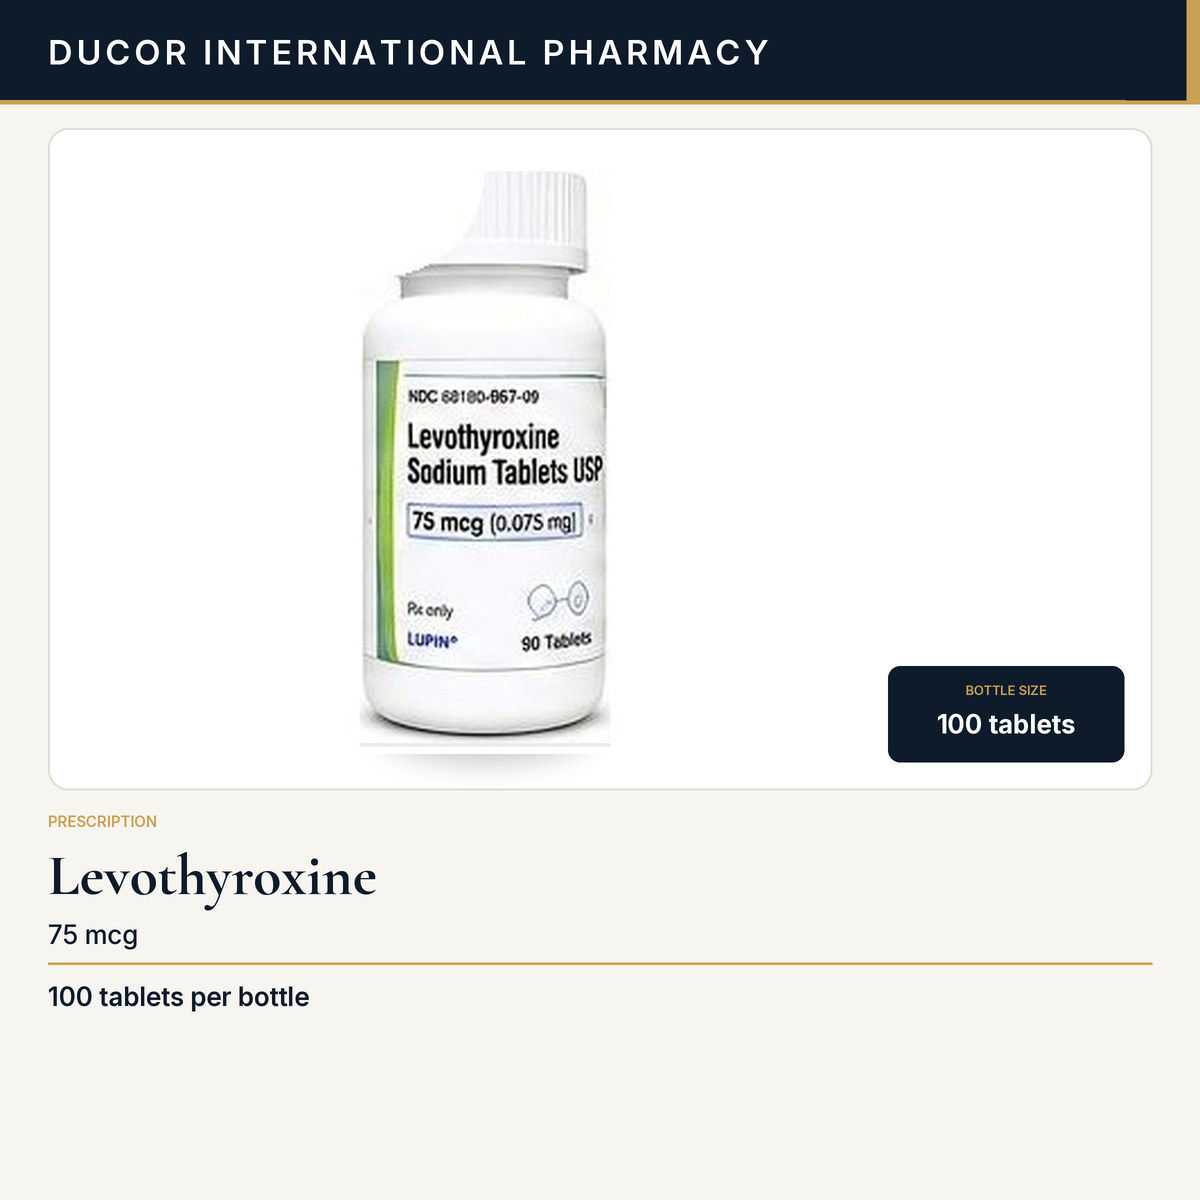 DUCOR INTERNATIONAL PHARMACY
NDC 68180-967-09
Levothyroxine
Sodium Tablets USP
75 mcg (0.075 mg)
Rx only
LUPIN®
90 Tablets
BOTTLE SIZE
100 tablets
PRESCRIPTION
Levothyroxine
75 mcg
100 tablets per bottle